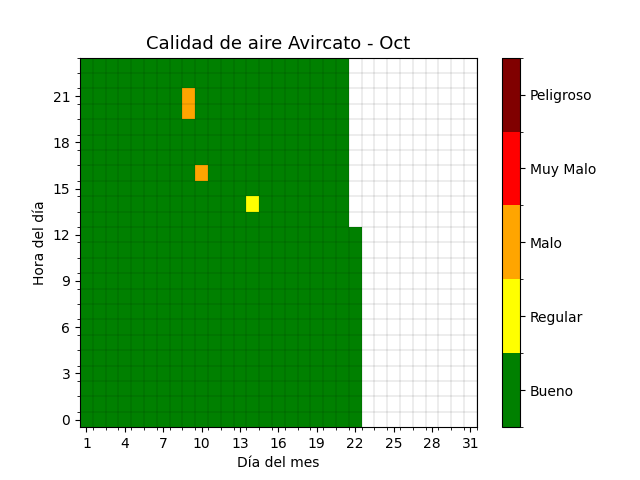 Calidad de aire Avircato - Oct
Hora del día
21
18
15
12
9
6
3
0
1 4 7 10 13 16 19 22 25 28 31
Día del mes
Peligroso
Muy Malo
Malo
Regular
Bueno